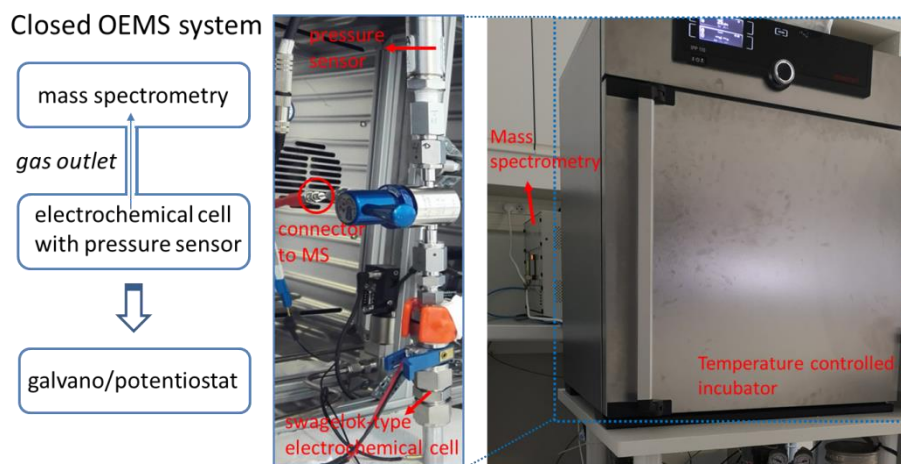 Closed OEMS system
mass spectrometry
gas outlet
electrochemical cell
with pressure sensor
galvano/potentiostat
pressure
sensor
connector
to MS
swagelok-type
electrochemical cell
Mass
spectrometry
Temperature controlled
incubator